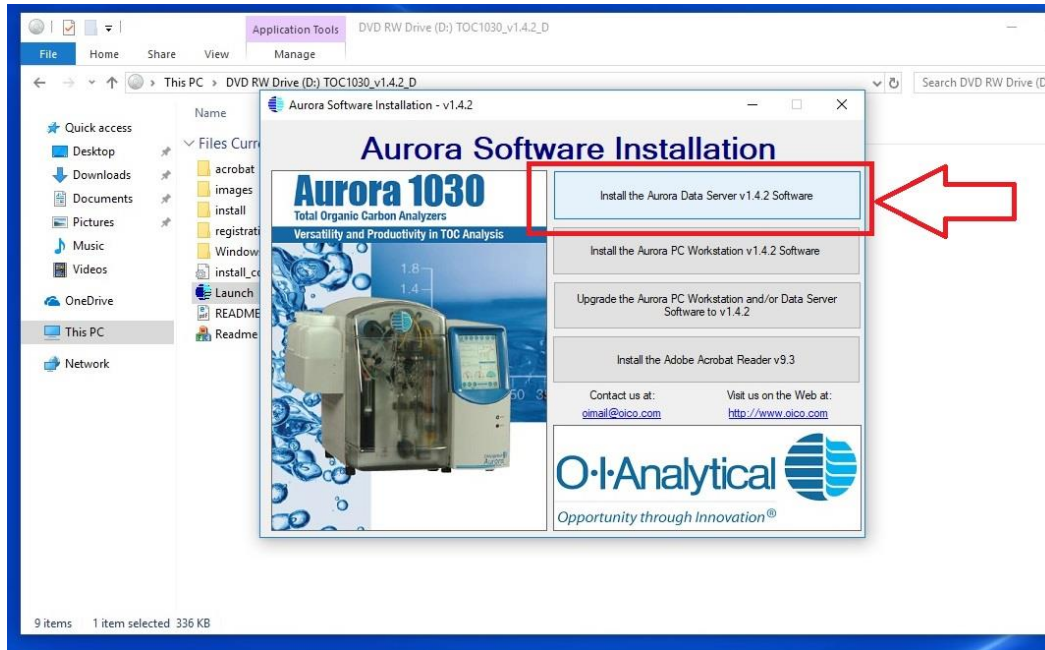 Application Tools
DVD RW Drive (D:) TOC1030_v1.4.2_D
File
Home
Share
View
Manage
This PC > DVD RW Drive (D:) TOC1030_v1.4.2_D
Search DVD RW Drive (D
Name
Quick access
Desktop
Downloads
Documents
Pictures
Music
Videos
OneDrive
This PC
Network
Files Curr
acrobat
images
install
registrati
Window
install_co
Launch
README
Readme
Aurora Software Installation - v1.4.2
Aurora Software Installation
Aurora 1030
Total Organic Carbon Analyzers
Versatility and Productivity in TOC Analysis
1.8
1.4
50
Install the Aurora Data Server v1.4.2 Software
Install the Aurora PC Workstation v1.4.2 Software
Upgrade the Aurora PC Workstation and/or Data Server
Software to v1.4.2
Install the Adobe Acrobat Reader v9.3
Contact us at:
oimail@oico.com
Visit us on the Web at:
http://www.oico.com
O·I·Analytical
Opportunity through Innovation®
9 items
1 item selected 336 KB